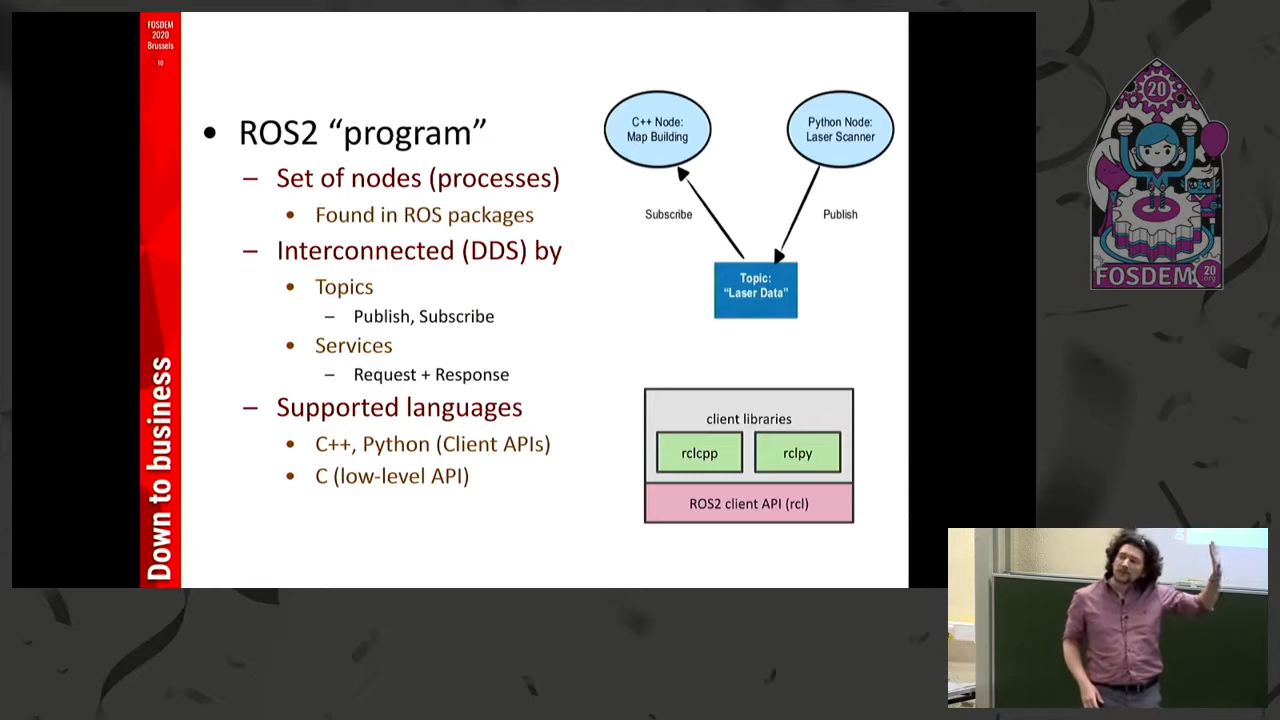 FOSDEM
2020
Brussels
10
Down to business
• ROS2 “program”
– Set of nodes (processes)
• Found in ROS packages
– Interconnected (DDS) by
• Topics
– Publish, Subscribe
• Services
– Request + Response
– Supported languages
• C++, Python (Client APIs)
• C (low-level API)
C++ Node:
Map Building
Python Node:
Laser Scanner
Subscribe
Publish
Topic:
“Laser Data”
client libraries
rclcpp
rclpy
ROS2 client API (rcl)
20
FOSDEM
20
.org